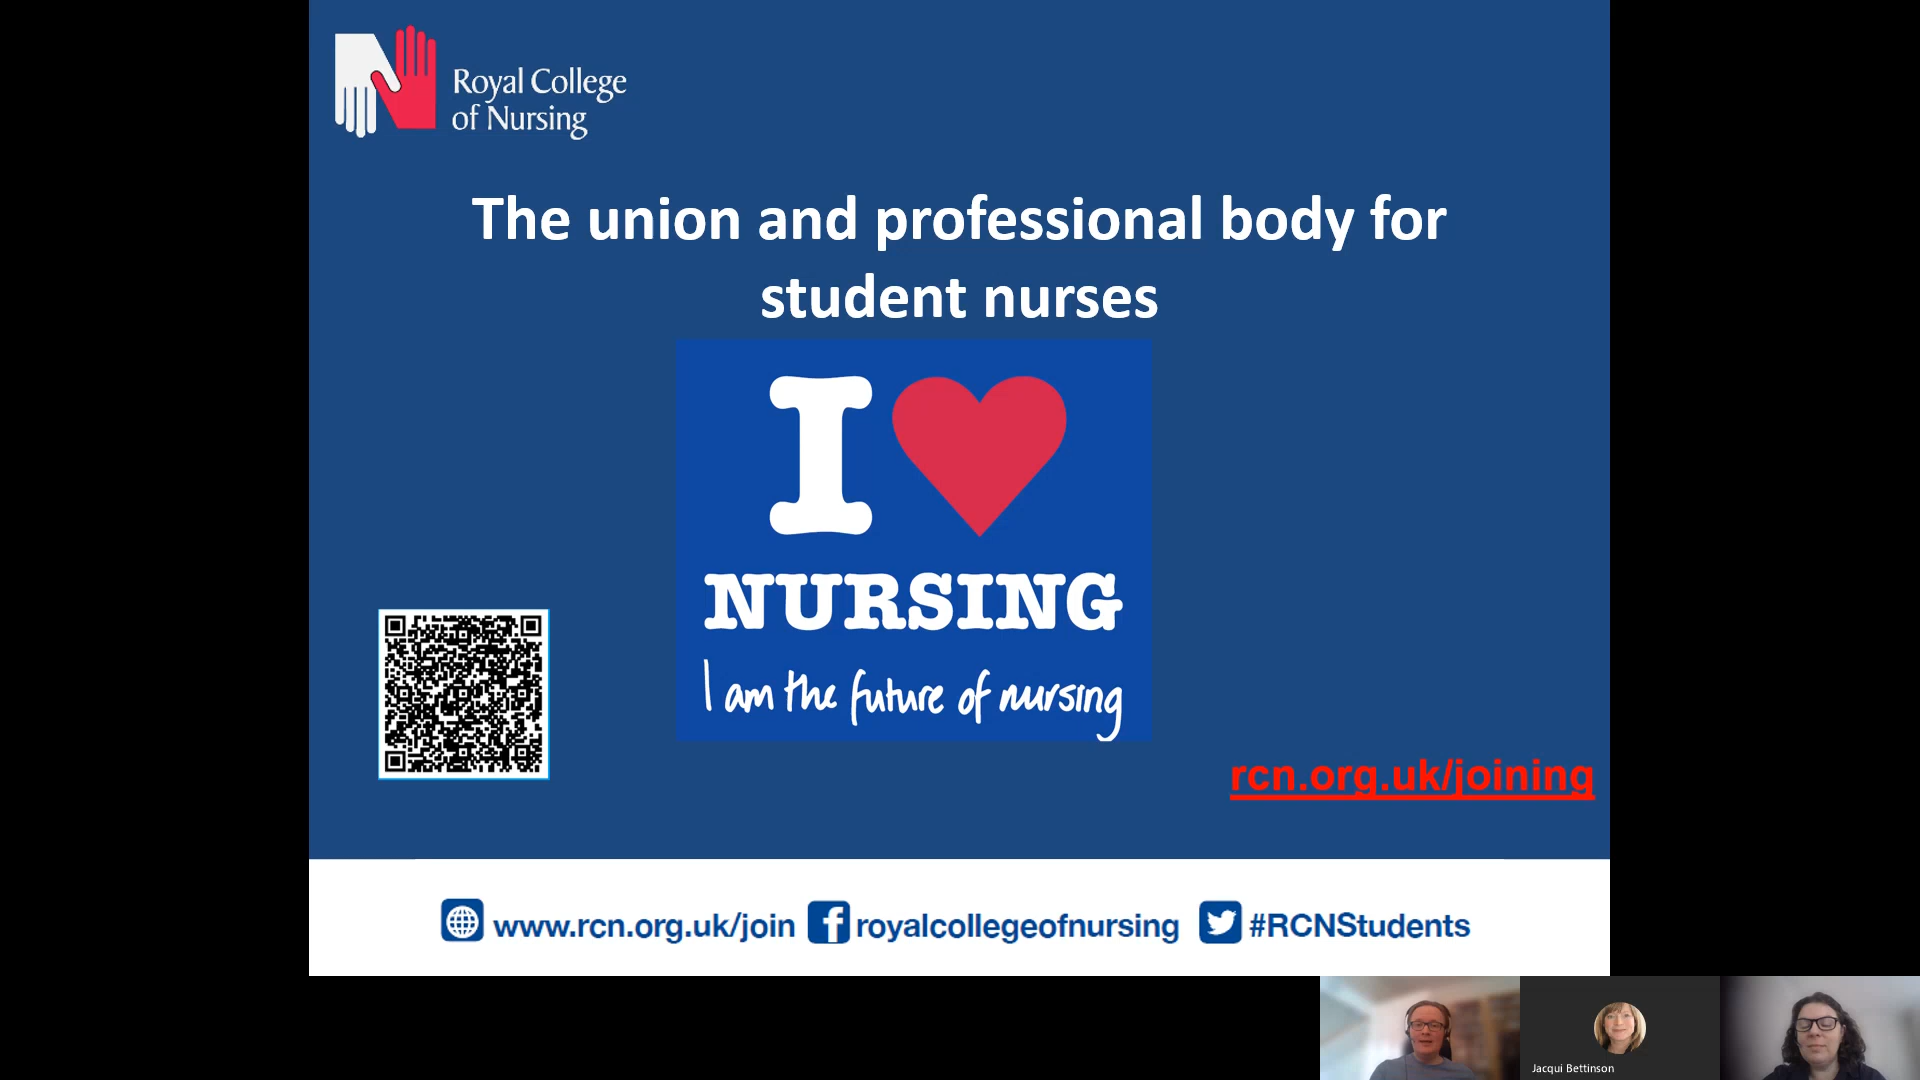 Royal College
of Nursing
The union and professional body for
student nurses
I
NURSING
I am the future of nursing
rcn.org.uk/joining
www.rcn.org.uk/join royalcollegeofnursing #RCNStudents
Jacqui Bettinson